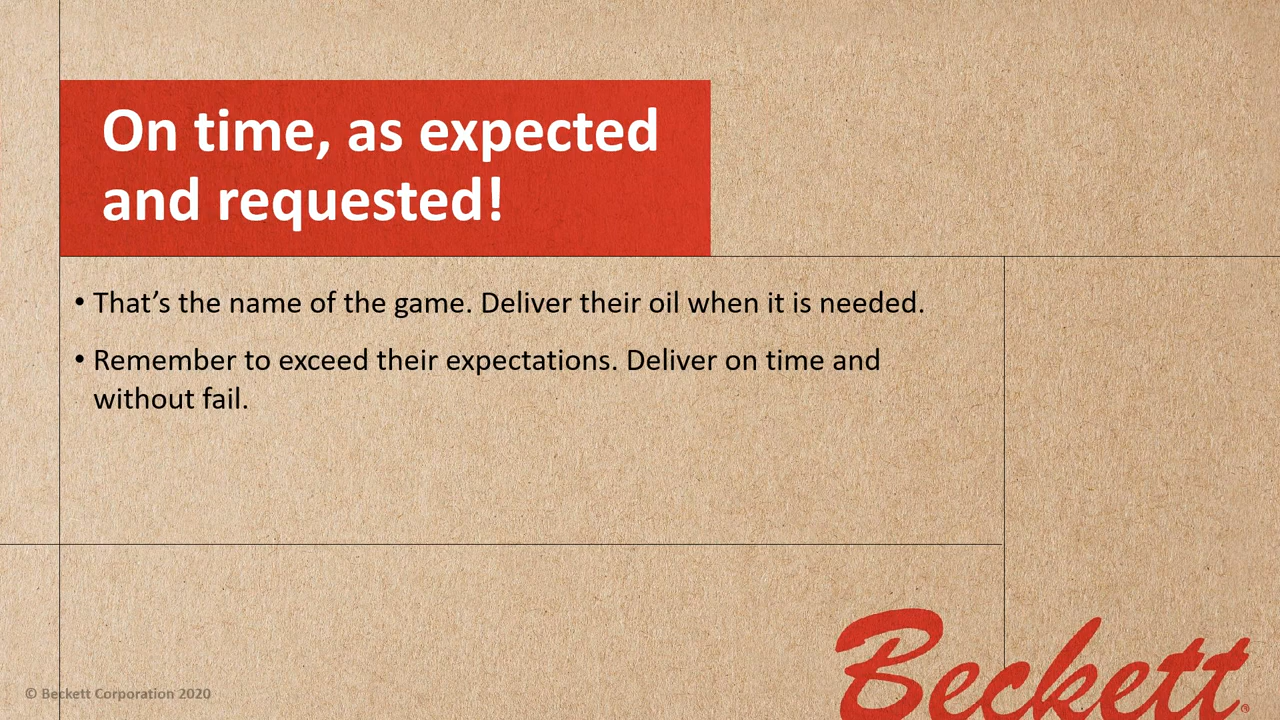 On time, as expected
and requested!
• That’s the name of the game. Deliver their oil when it is needed.
• Remember to exceed their expectations. Deliver on time and
without fail.
© Beckett Corporation 2020
Beckett®